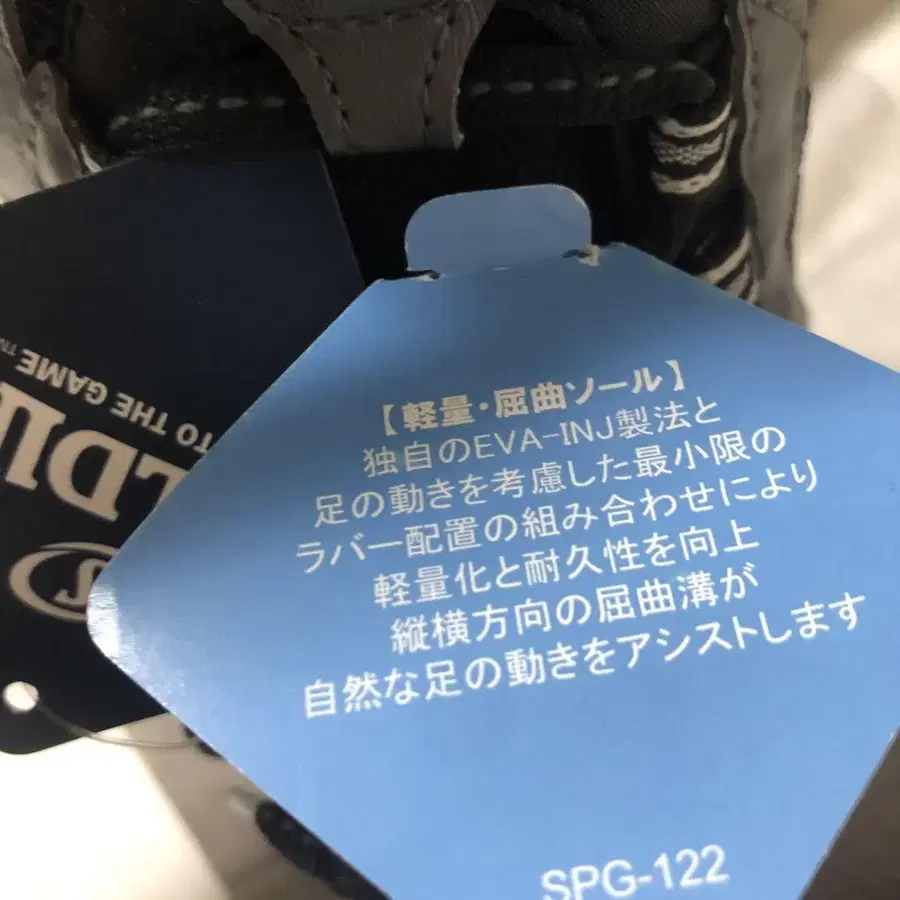 【軽量・屈曲ソール】
独自のEVA-INJ製法と
足の動きを考慮した最小限の
ラバー配置の組み合わせにより
軽量化と耐久性を向上
縦横方向の屈曲溝が
自然な足の動きをアシストします
SPG-122
TO THE GAME TM